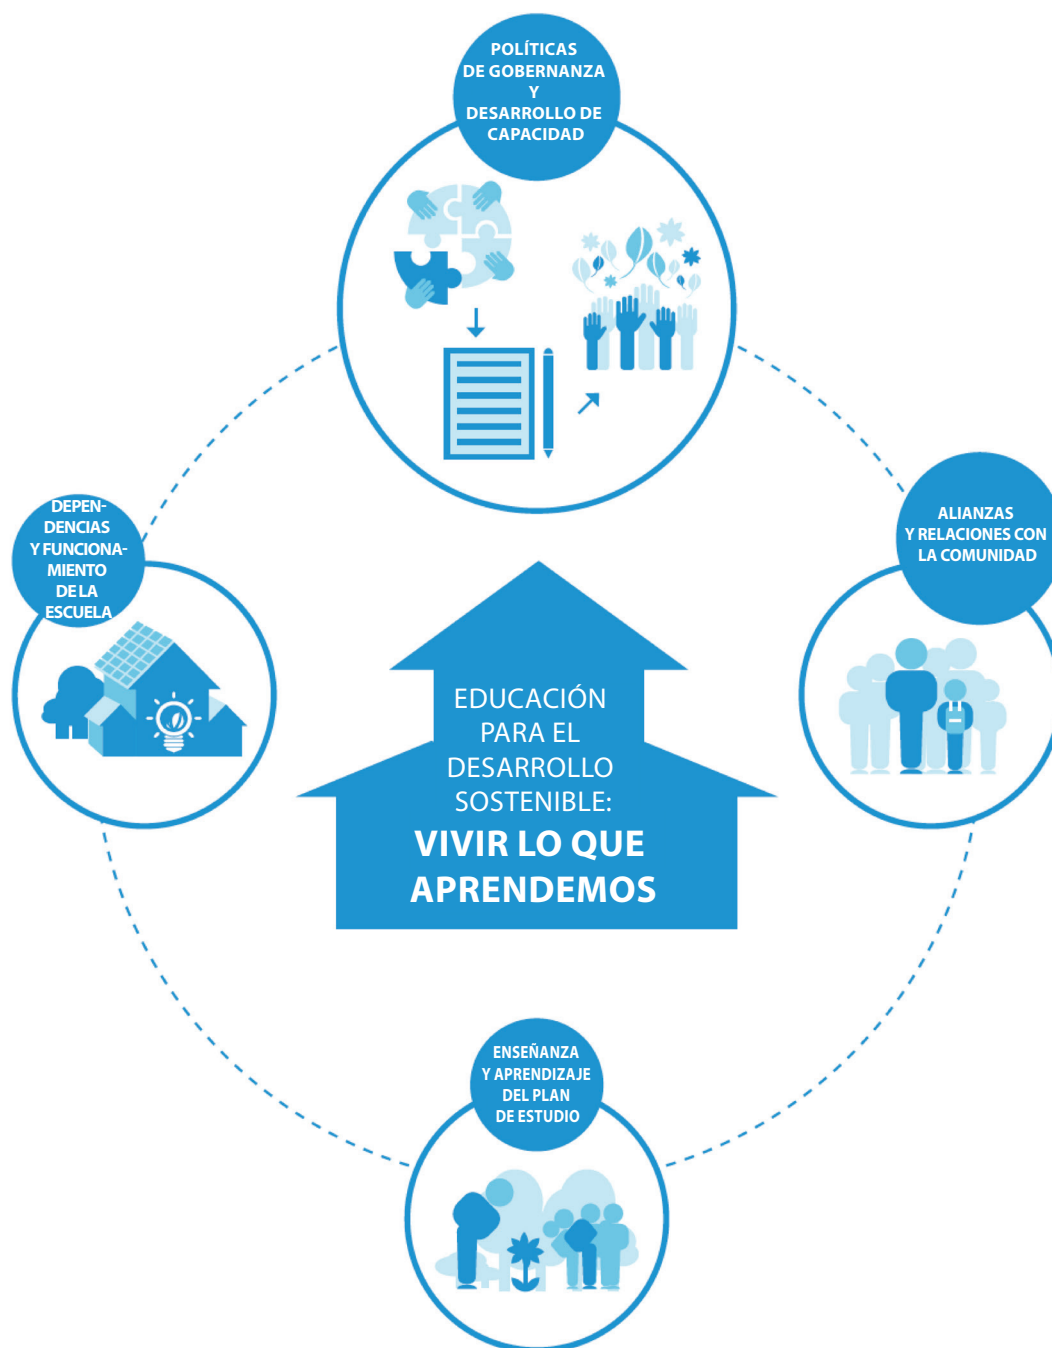 POLÍTICAS
DE GOBERNANZA
Y
DESARROLLO DE
CAPACIDAD
DEPEN-
DENCIAS
Y FUNCIONA-
MIENTO
DE LA
ESCUELA
ALIANZAS
Y RELACIONES CON
LA COMUNIDAD
EDUCACIÓN
PARA EL
DESARROLLO
SOSTENIBLE:
VIVIR LO QUE
APRENDEMOS
ENSEÑANZA
Y APRENDIZAJE
DEL PLAN
DE ESTUDIO